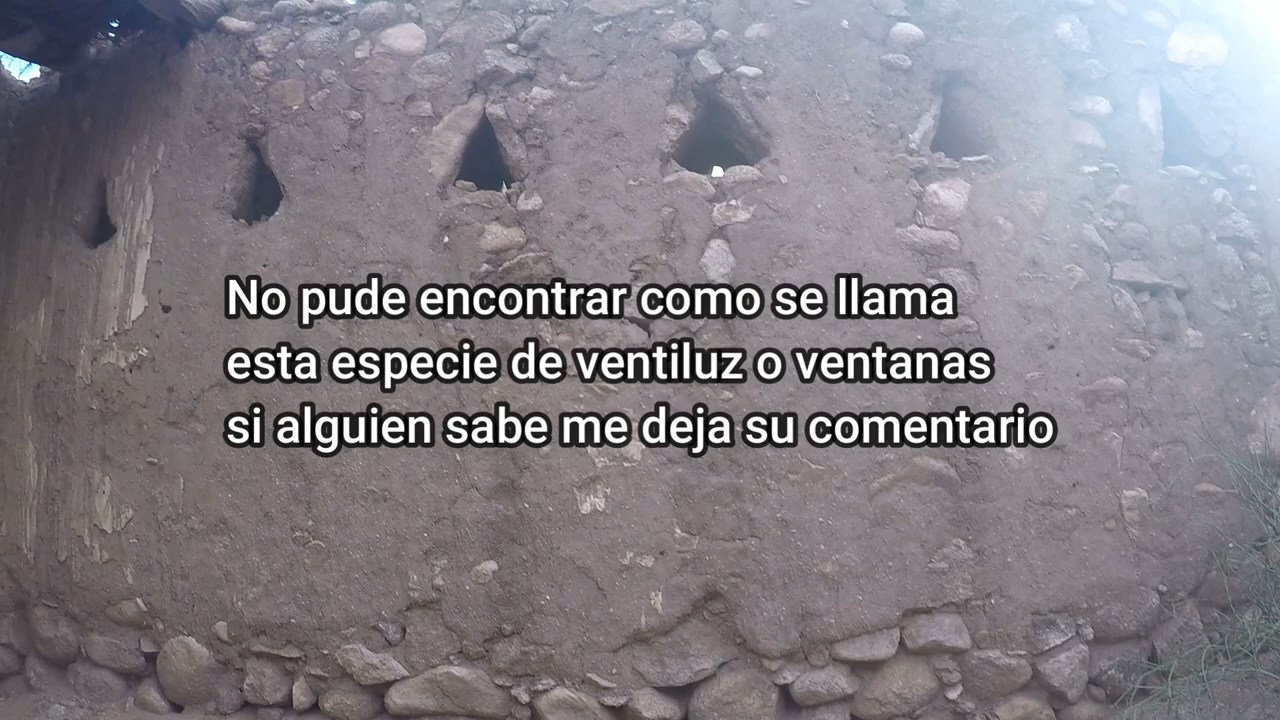 No pude encontrar como se llama
esta especie de ventiluz o ventanas
si alguien sabe me deja su comentario